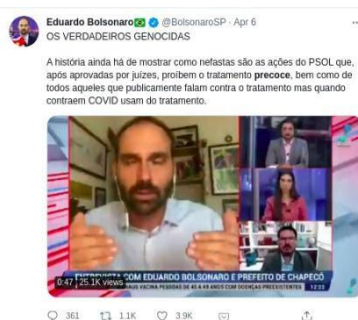 Eduardo Bolsonaro @BolsonaroSP · Apr 6
OS VERDADEIROS GENOCIDAS
A história ainda há de mostrar como nefastas são as ações do PSOL que,
após aprovadas por juízes, proíbem o tratamento precoce, bem como de
todos aqueles que publicamente falam contra o tratamento mas quando
contraem COVID usam do tratamento.
ENTREVISTA COM EDUARDO BOLSONARO E PREFEITO DE CHAPECÓ
0:47 25.1K views
MANAUS VACINA PESSOAS DE 45 A 49 ANOS COM DOENÇAS PREEXISTENTES
361 1.1K 3.9K